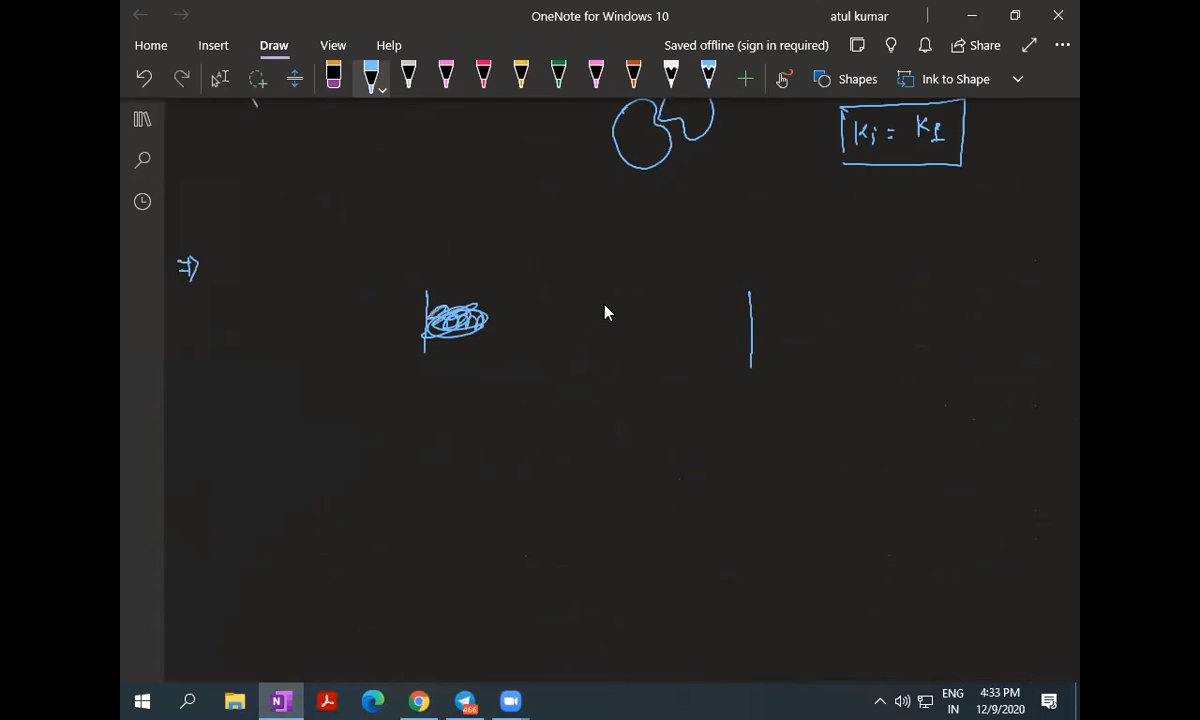 OneNote for Windows 10
atul kumar
Home Insert Draw View Help
Saved offline (sign in required)
Share
Shapes
Ink to Shape
Ki = Kf
⇒
466
ENG
IN
4:33 PM
12/9/2020